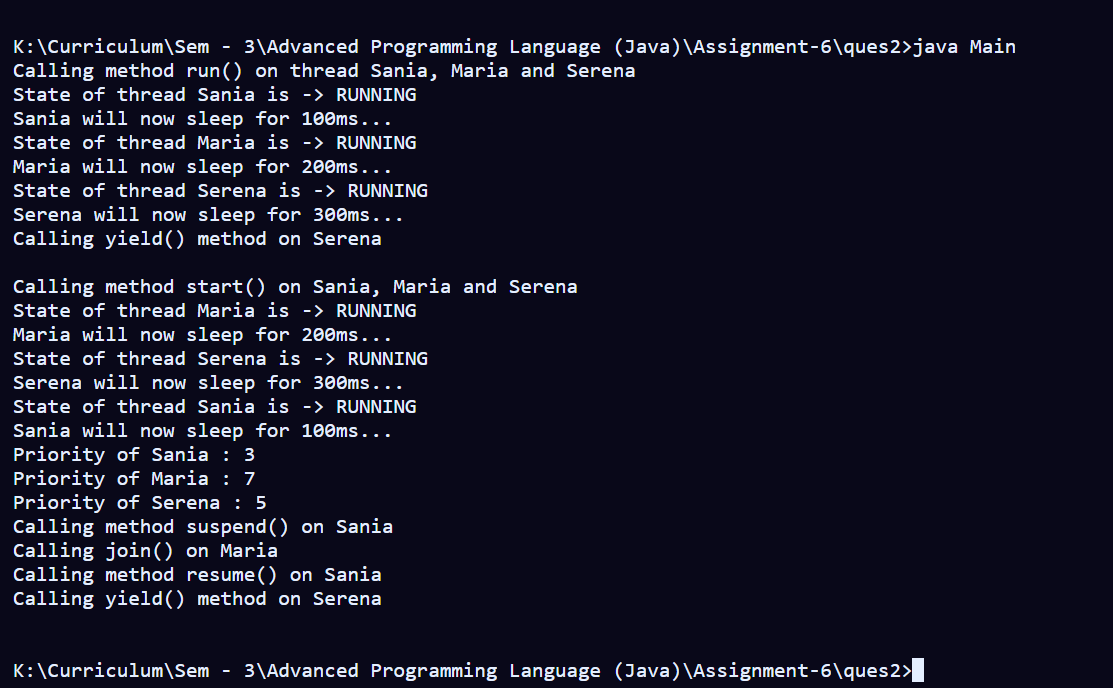 K:\Curriculum\Sem - 3\Advanced Programming Language (Java)\Assignment-6\ques2>java Main
Calling method run() on thread Sania, Maria and Serena
State of thread Sania is -> RUNNING
Sania will now sleep for 100ms...
State of thread Maria is -> RUNNING
Maria will now sleep for 200ms...
State of thread Serena is -> RUNNING
Serena will now sleep for 300ms...
Calling yield() method on Serena
Calling method start() on Sania, Maria and Serena
State of thread Maria is -> RUNNING
Maria will now sleep for 200ms...
State of thread Serena is -> RUNNING
Serena will now sleep for 300ms...
State of thread Sania is -> RUNNING
Sania will now sleep for 100ms...
Priority of Sania : 3
Priority of Maria : 7
Priority of Serena : 5
Calling method suspend() on Sania
Calling join() on Maria
Calling method resume() on Sania
Calling yield() method on Serena
K:\Curriculum\Sem - 3\Advanced Programming Language (Java)\Assignment-6\ques2>